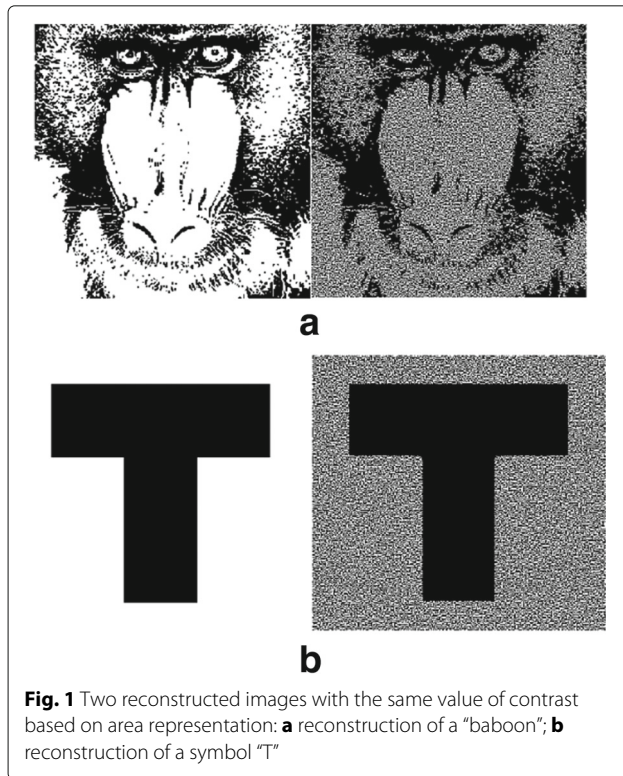 a
T T
b
Fig. 1 Two reconstructed images with the same value of contrast
based on area representation: a reconstruction of a “baboon”; b
reconstruction of a symbol “T”